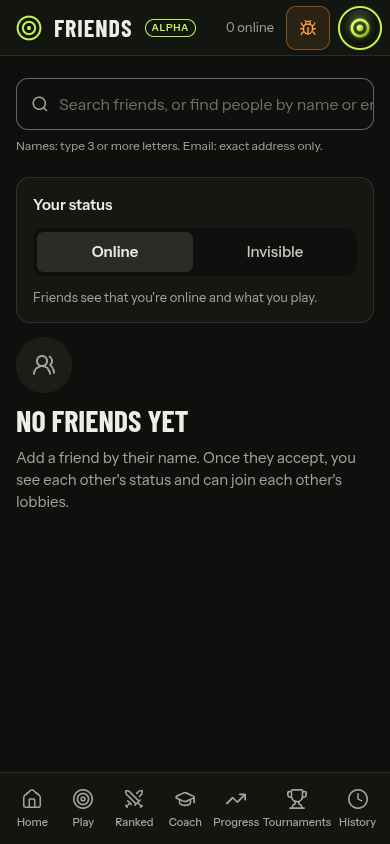 FRIENDS ALPHA 0 online
Search friends, or find people by name or er
Names: type 3 or more letters. Email: exact address only.
Your status
Online Invisible
Friends see that you're online and what you play.
NO FRIENDS YET
Add a friend by their name. Once they accept, you
see each other's status and can join each other's
lobbies.
Home Play Ranked Coach Progress Tournaments History